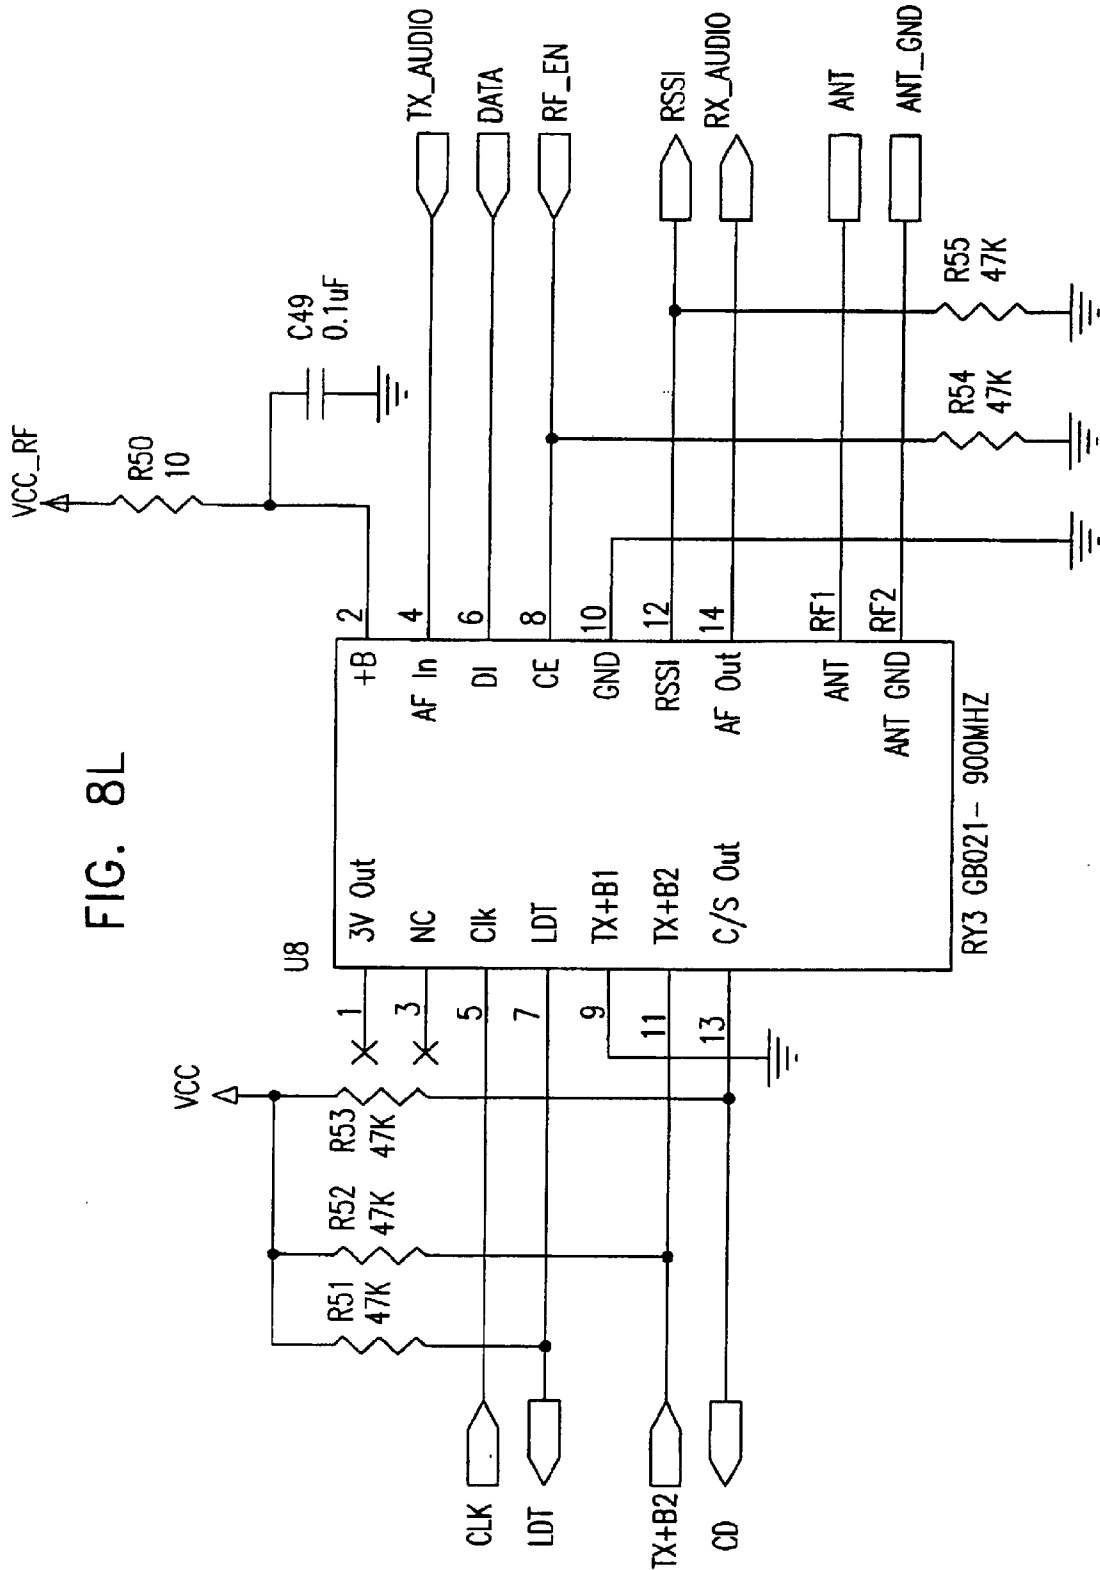 FIG. 8L
VCC_RF
R50
10
C49
0.1uF
TX_AUDIO
DATA
RF_EN
RSSI
RX_AUDIO
ANT
ANT_GND
VCC
R51
47K
R52
47K
R53
47K
U8
1
3
5
7
9
11
13
3V Out
NC
Clk
LDT
TX+B1
TX+B2
C/S Out
+B
AF In
DI
CE
GND
RSSI
AF Out
ANT
ANT GND
2
4
6
8
10
12
14
RF1
RF2
RY3 GB021- 900MHZ
R54
47K
R55
47K
CLK
LDT
TX+B2
CD